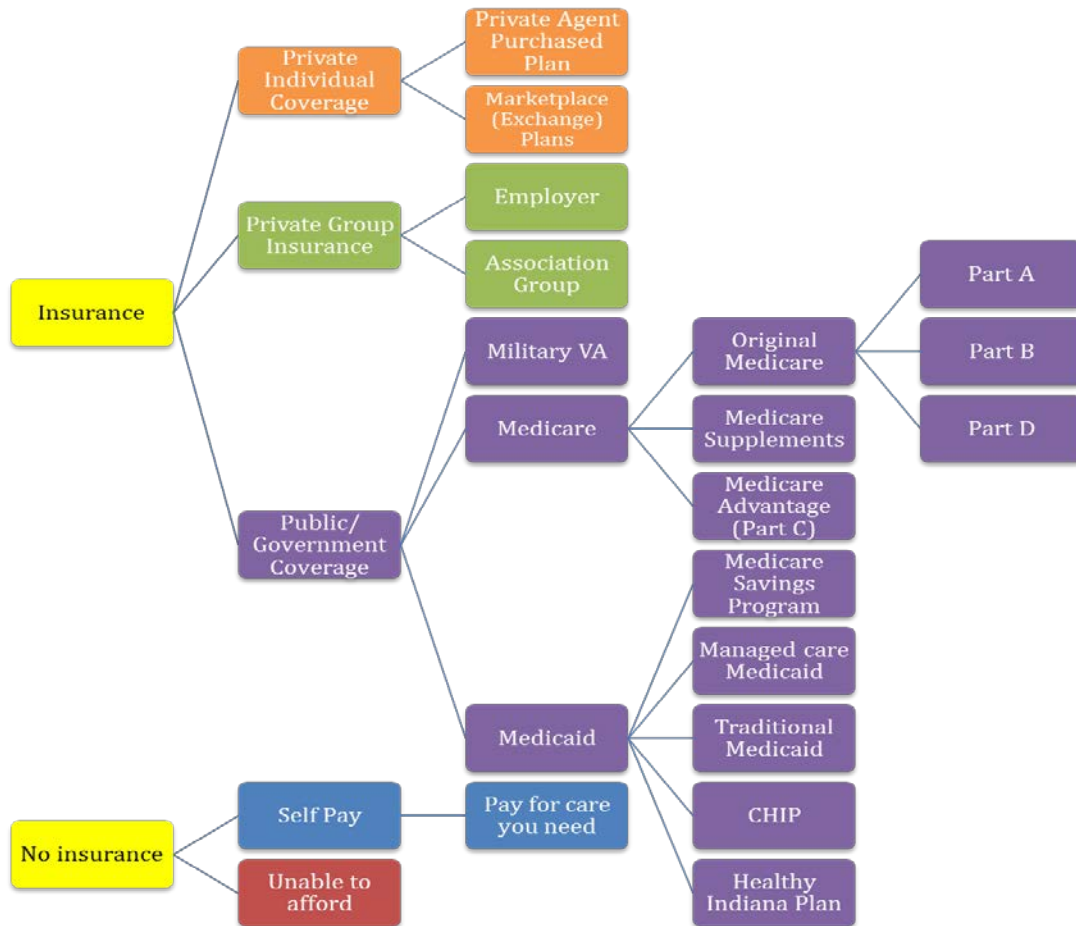 Private Agent
Purchased
Plan
Private
Individual
Coverage
Marketplace
(Exchange)
Plans
Employer
Private Group
Insurance
Association
Group
Part A
Insurance
Military VA
Original
Medicare
Part B
Medicare
Medicare
Supplements
Part D
Public/
Government
Coverage
Medicare
Advantage
(Part C)
Medicare
Savings
Program
Managed care
Medicaid
Medicaid
Traditional
Medicaid
No insurance
Self Pay
Pay for care
you need
CHIP
Unable to
afford
Healthy
Indiana Plan